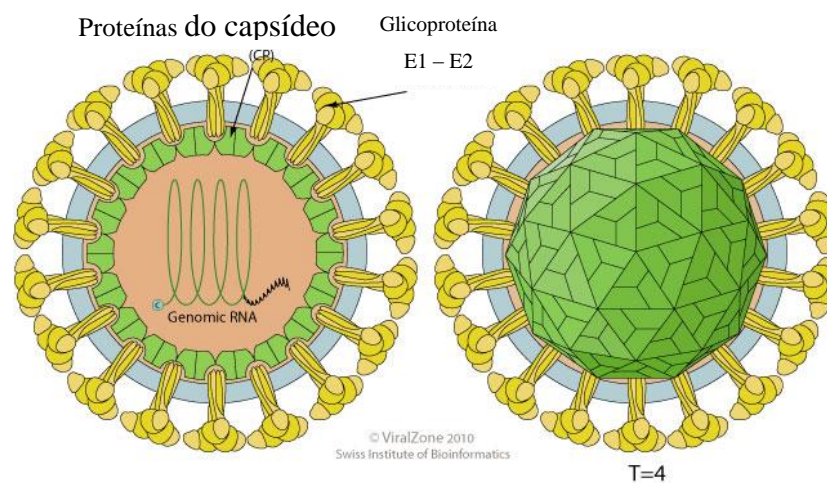 Proteínas do capsídeo
(CP)
Glicoproteína
E1 – E2
C
Genomic RNA
© ViralZone 2010
Swiss Institute of Bioinformatics
T=4